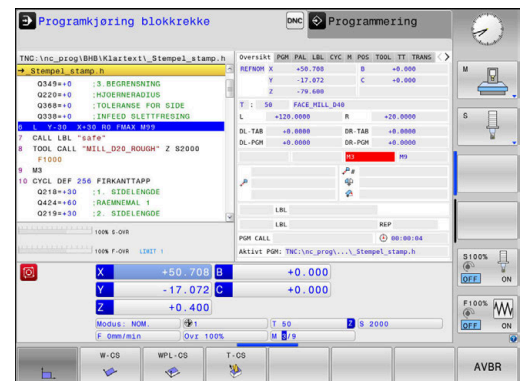 Programkjøring blokkrekke
DNC
Programmering
TNC:\nc_prog\BHB\Klartext\_Stempel_stamp.h
→_Stempel_stamp.h
Q349=+0 ;3.BEGRENSNING
Q220=+0 ;HJOERNERADIUS
Q368=+0 ;TOLERANSE FOR SIDE
Q338=+0 ;INFEED SLETTFRESING
6 L Y-30 X+30 R0 FMAX M99
7 CALL LBL "safe"
8 TOOL CALL "MILL_D20_ROUGH" Z S2000
F1000
9 M3
10 CYCL DEF 256 FIRKANTTAPP
Q218=+30 ;1. SIDELENGDE
Q424=+60 ;RAEMNEMAL 1
Q219=+30 ;2. SIDELENGDE
100% S-OVR
100% F-OVR LIMIT 1
Oversikt PGM PAL LBL CYC M POS TOOL TT TRANS
REFNOM X +50.708 B +0.000
Y -17.072 C +0.000
Z -79.600
T : 50 FACE_MILL_D40
L +120.0000 R +20.0000
DL-TAB +0.0000 DR-TAB +0.0000
DL-PGM +0.0000 DR-PGM +0.0000
M3 M9
LBL
LBL REP
PGM CALL 00:00:04
Aktivt PGM: TNC:\nc_prog\...\_Stempel_stamp.h
X +50.708 B +0.000
Y -17.072 C +0.000
Z +0.400
Modus: NOM. 1 T 50 Z S 2000
F 0mm/min Ovr 100% M 3/9
M
S
S100%
OFF ON
F100%
OFF ON
W-CS WPL-CS T-CS
AVBR